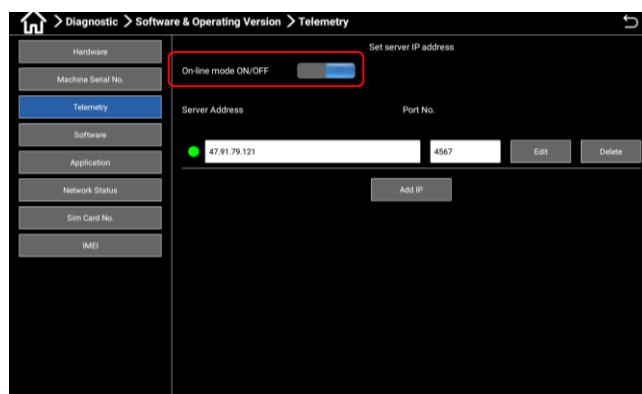 > Diagnostic > Software & Operating Version > Telemetry
Hardware
Machine Serial No.
Telemetry
Software
Application
Network Status
Sim Card No.
IMEI
Set server IP address
On-line mode ON/OFF
Server Address Port No.
47.91.79.121 4567 Edit Delete
Add IP